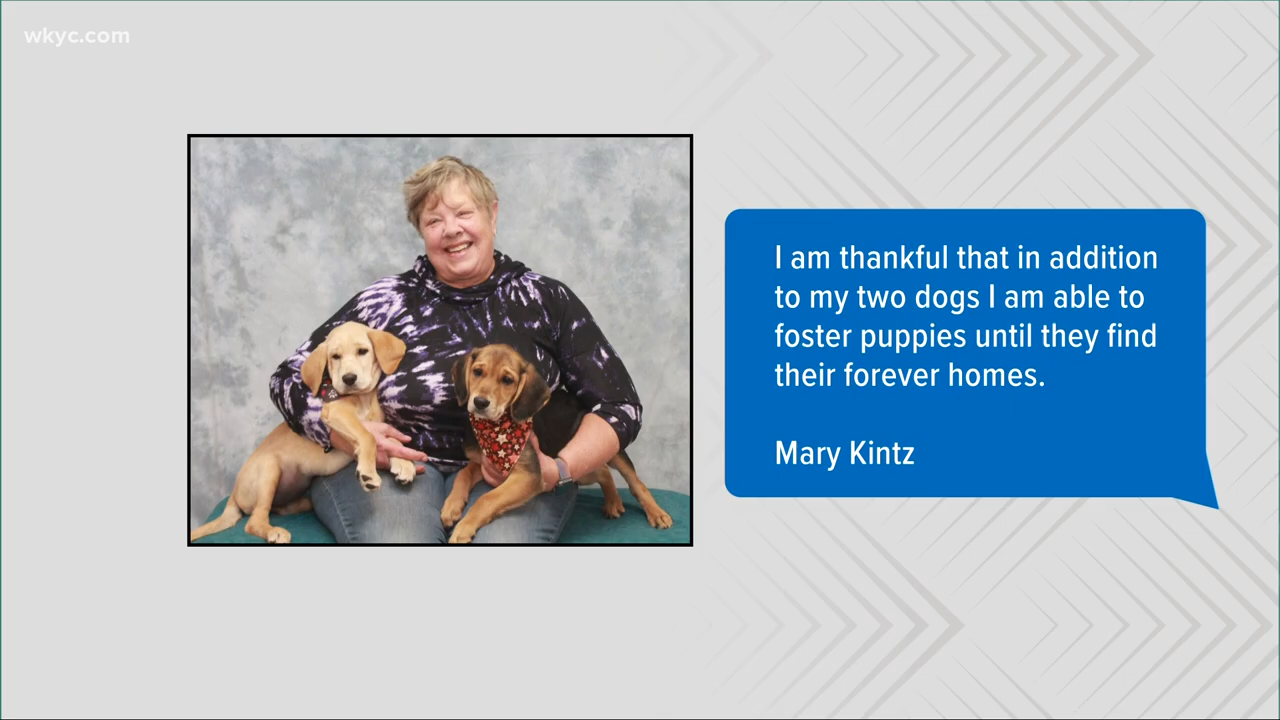 wkyc.com
I am thankful that in addition
to my two dogs I am able to
foster puppies until they find
their forever homes.
Mary Kintz